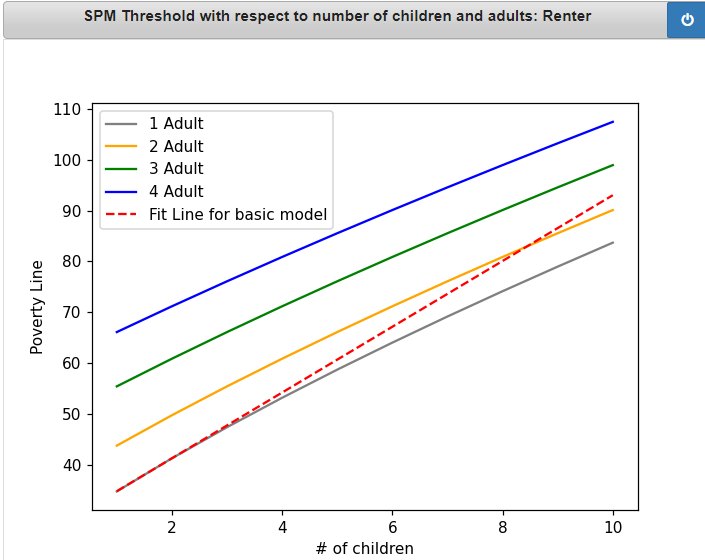 SPM Threshold with respect to number of children and adults: Renter
110
100
90
80
70
60
50
40
Poverty Line
1 Adult
2 Adult
3 Adult
4 Adult
Fit Line for basic model
2 4 6 8 10
# of children